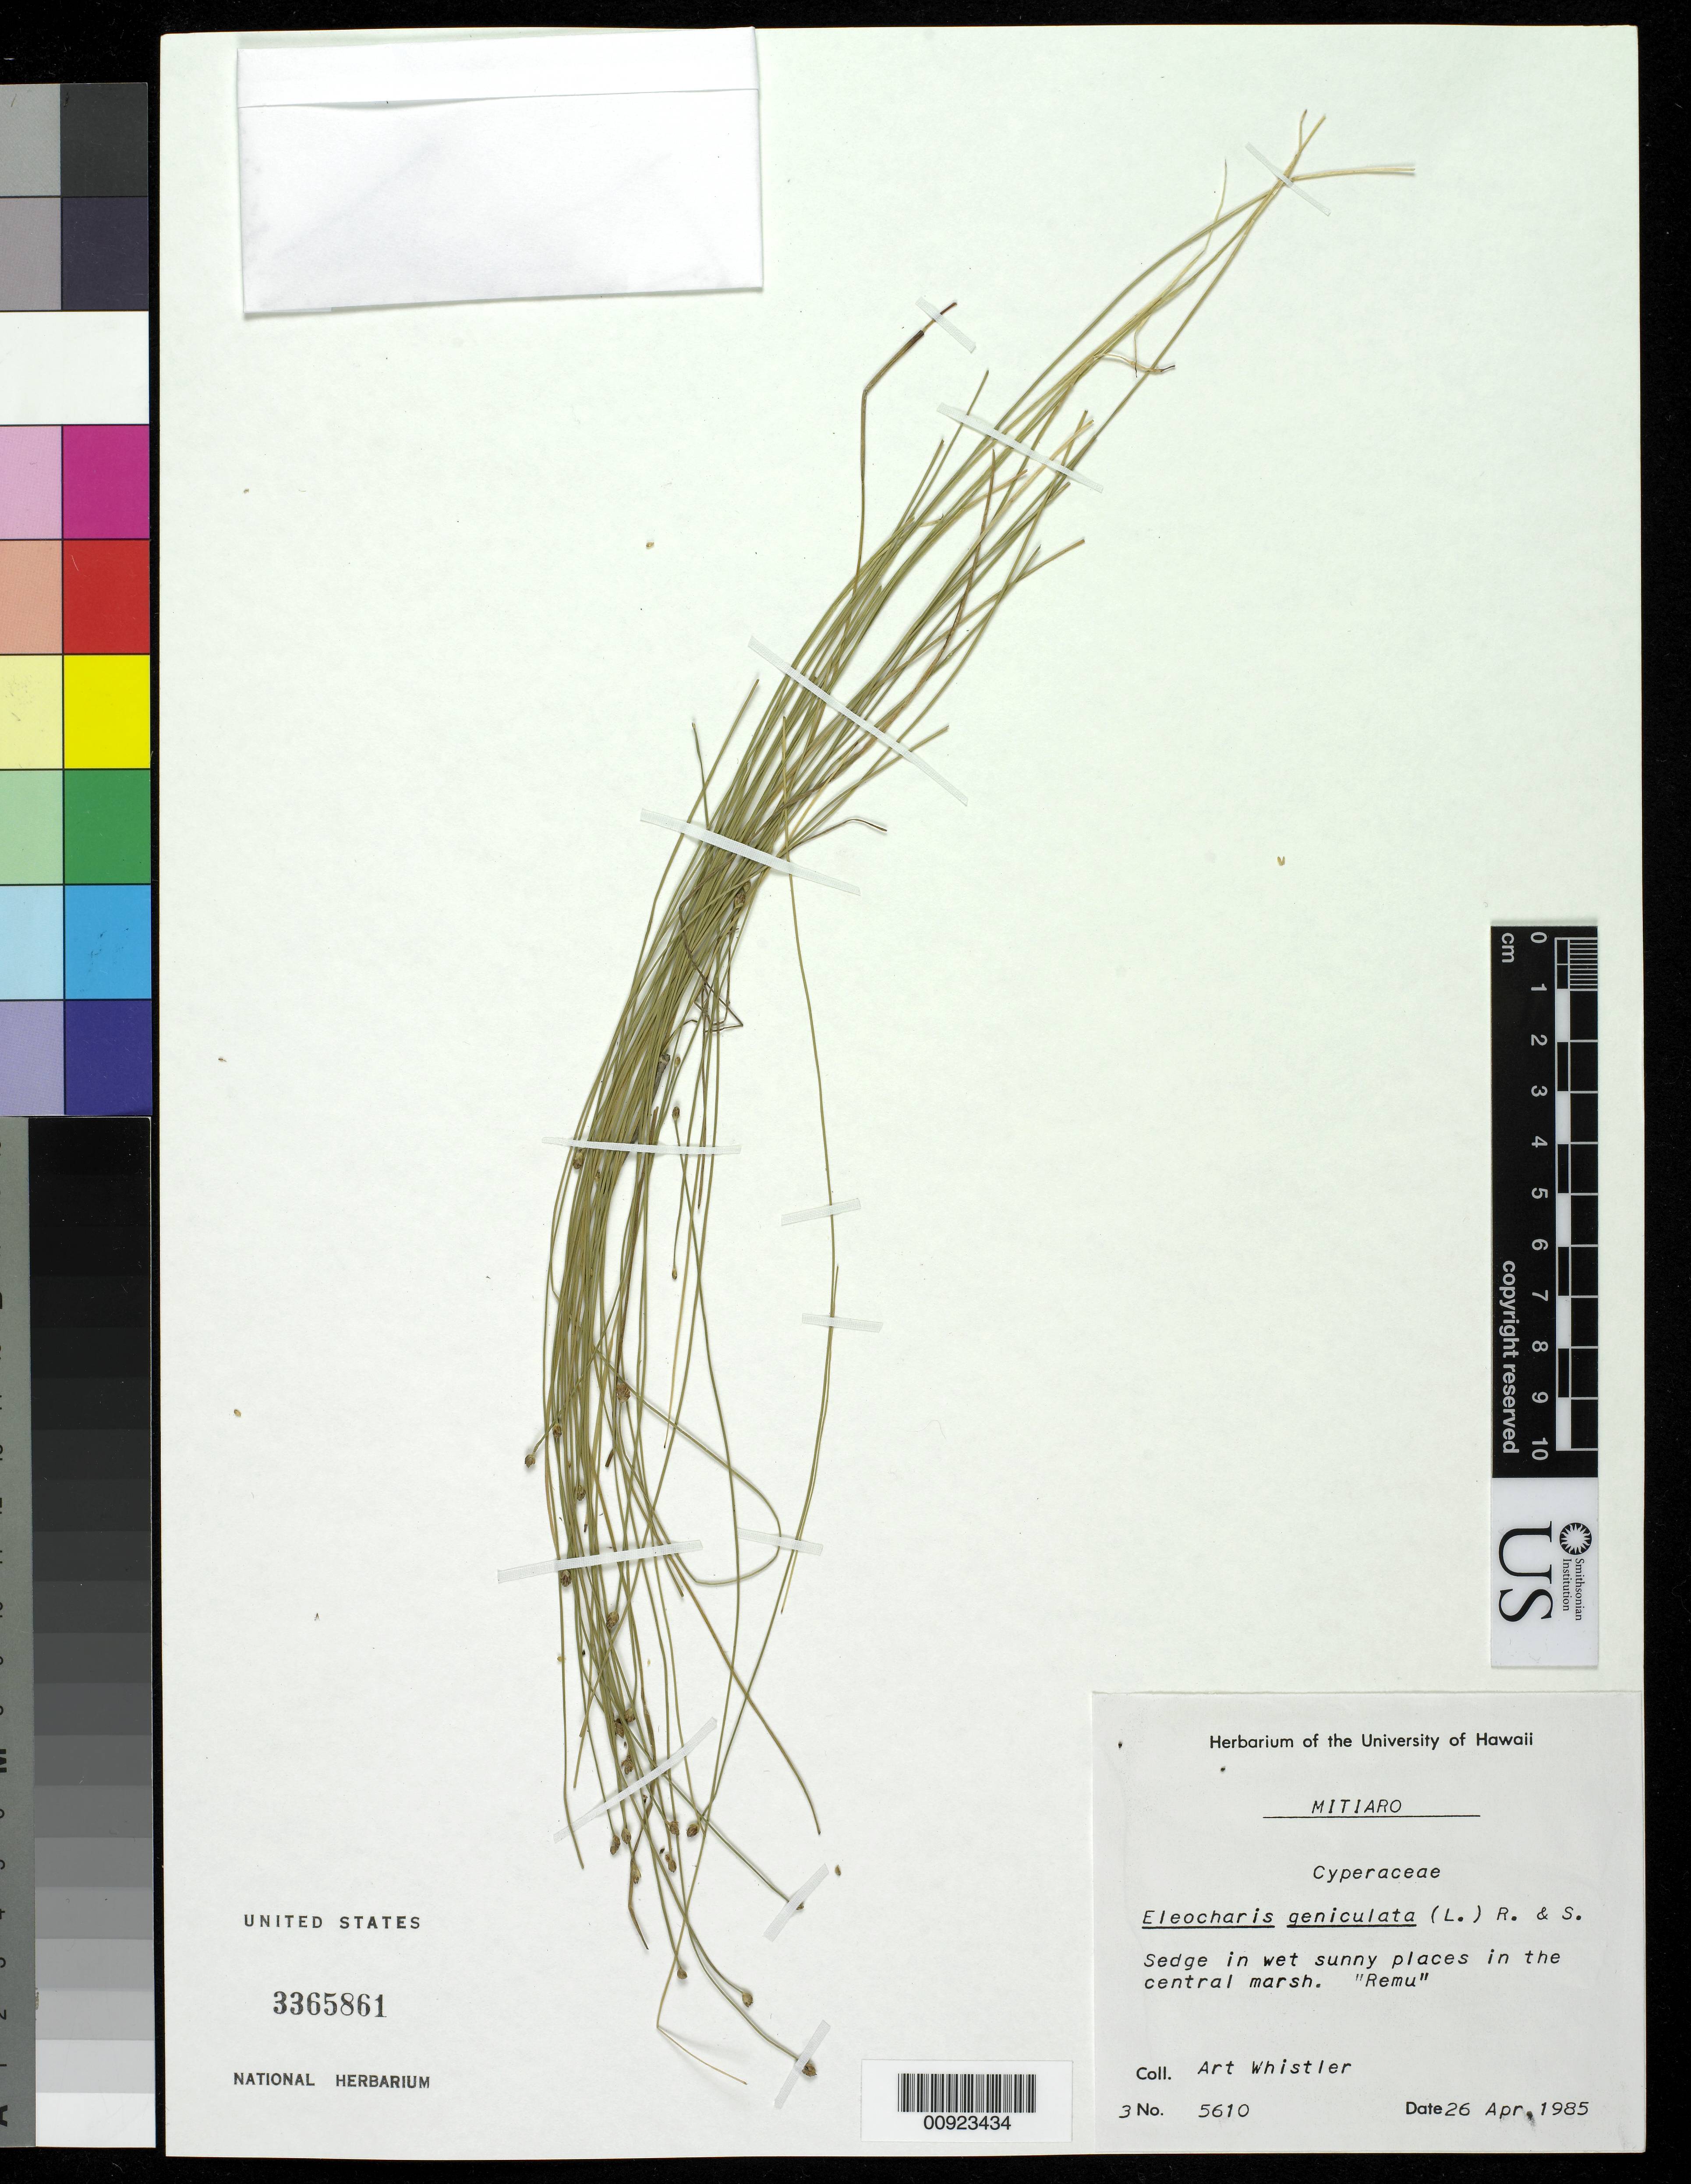 cm
0 1 2 3 4 5 6 7 8 9 10
copyright reserved
US
Smithsonian
Institution
Herbarium of the University of Hawaii
MITIARO
Cyperaceae
Eleocharis geniculata (L.) R. & S.
Sedge in wet sunny places in the
central marsh. "Remu"
Coll. Art Whistler
3 No. 5610 Date 26 Apr. 1985
UNITED STATES
3365861
NATIONAL HERBARIUM
00923434